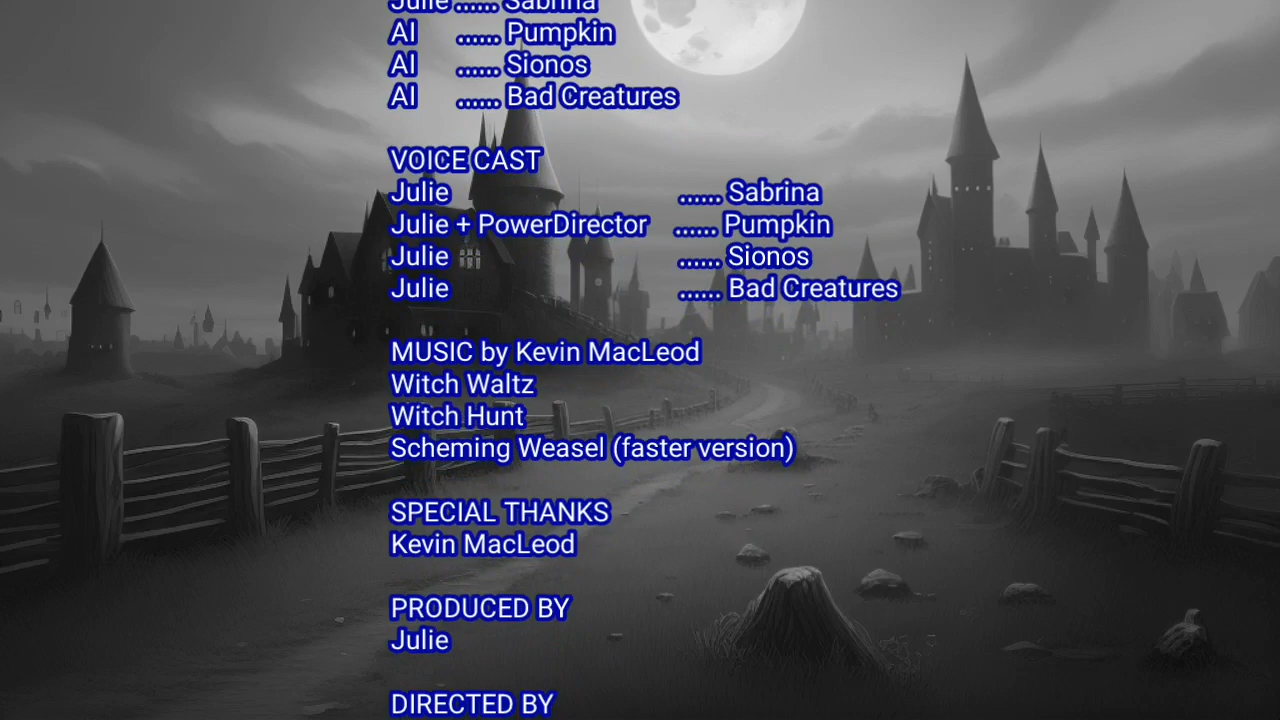 Julie ...... Sabrina
AI ...... Pumpkin
AI ...... Sionos
AI ...... Bad Creatures
VOICE CAST
Julie ...... Sabrina
Julie + PowerDirector ...... Pumpkin
Julie ...... Sionos
Julie ...... Bad Creatures
MUSIC by Kevin MacLeod
Witch Waltz
Witch Hunt
Scheming Weasel (faster version)
SPECIAL THANKS
Kevin MacLeod
PRODUCED BY
Julie
DIRECTED BY